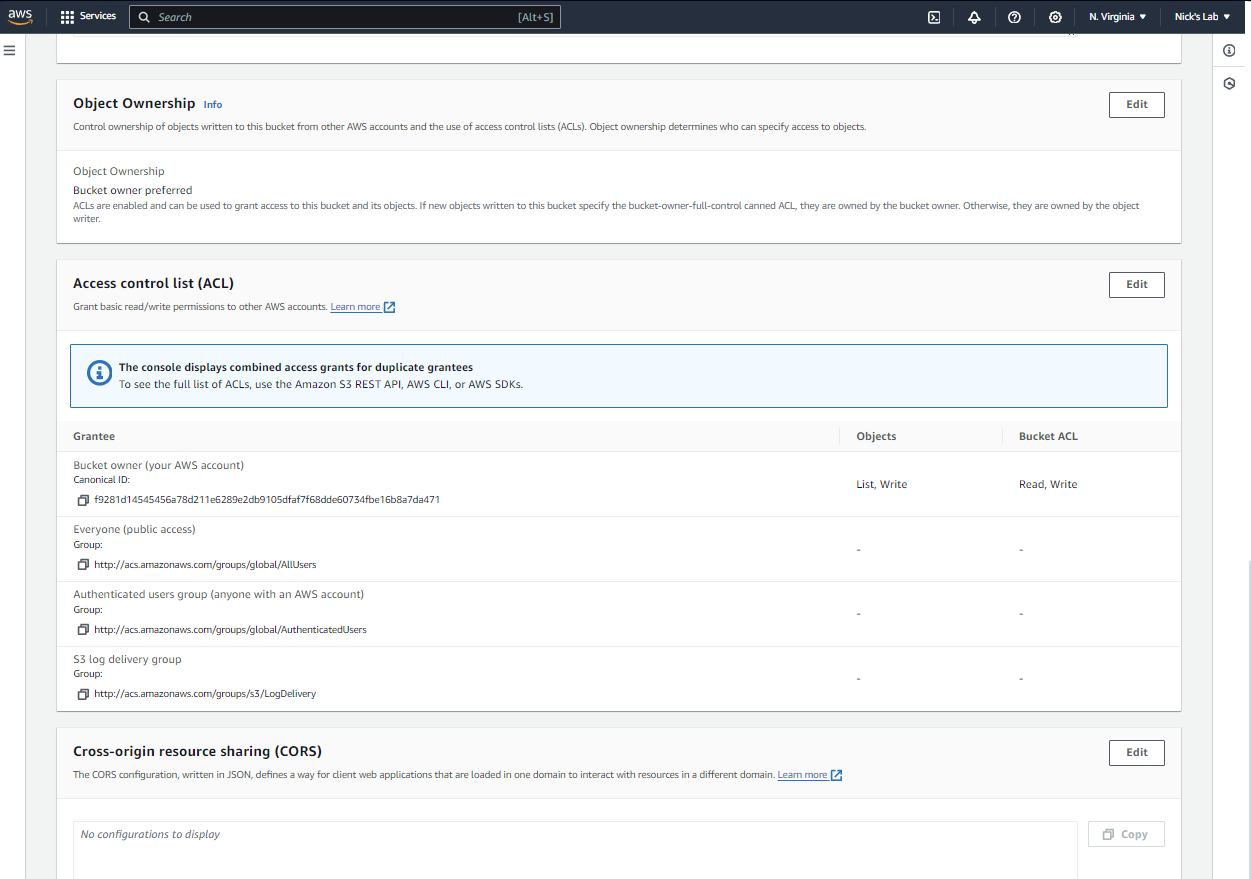 aws Services Search [Alt+S] N. Virginia Nick's Lab
Object Ownership Info Edit
Control ownership of objects written to this bucket from other AWS accounts and the use of access control lists (ACLs). Object ownership determines who can specify access to objects.
Object Ownership
Bucket owner preferred
ACLs are enabled and can be used to grant access to this bucket and its objects. If new objects written to this bucket specify the bucket-owner-full-control canned ACL, they are owned by the bucket owner. Otherwise, they are owned by the object
writer.
Access control list (ACL) Edit
Grant basic read/write permissions to other AWS accounts. Learn more
The console displays combined access grants for duplicate grantees
To see the full list of ACLs, use the Amazon S3 REST API, AWS CLI, or AWS SDKs.
Grantee Objects Bucket ACL
Bucket owner (your AWS account)
Canonical ID:
List, Write Read, Write
f9281d14545456a78d211e6289e2db9105dfaf7f68dde60734fbe16b8a7da471
Everyone (public access)
Group:
- -
http://acs.amazonaws.com/groups/global/AllUsers
Authenticated users group (anyone with an AWS account)
Group:
- -
http://acs.amazonaws.com/groups/global/AuthenticatedUsers
S3 log delivery group
Group:
- -
http://acs.amazonaws.com/groups/s3/LogDelivery
Cross-origin resource sharing (CORS) Edit
The CORS configuration, written in JSON, defines a way for client web applications that are loaded in one domain to interact with resources in a different domain. Learn more
No configurations to display Copy